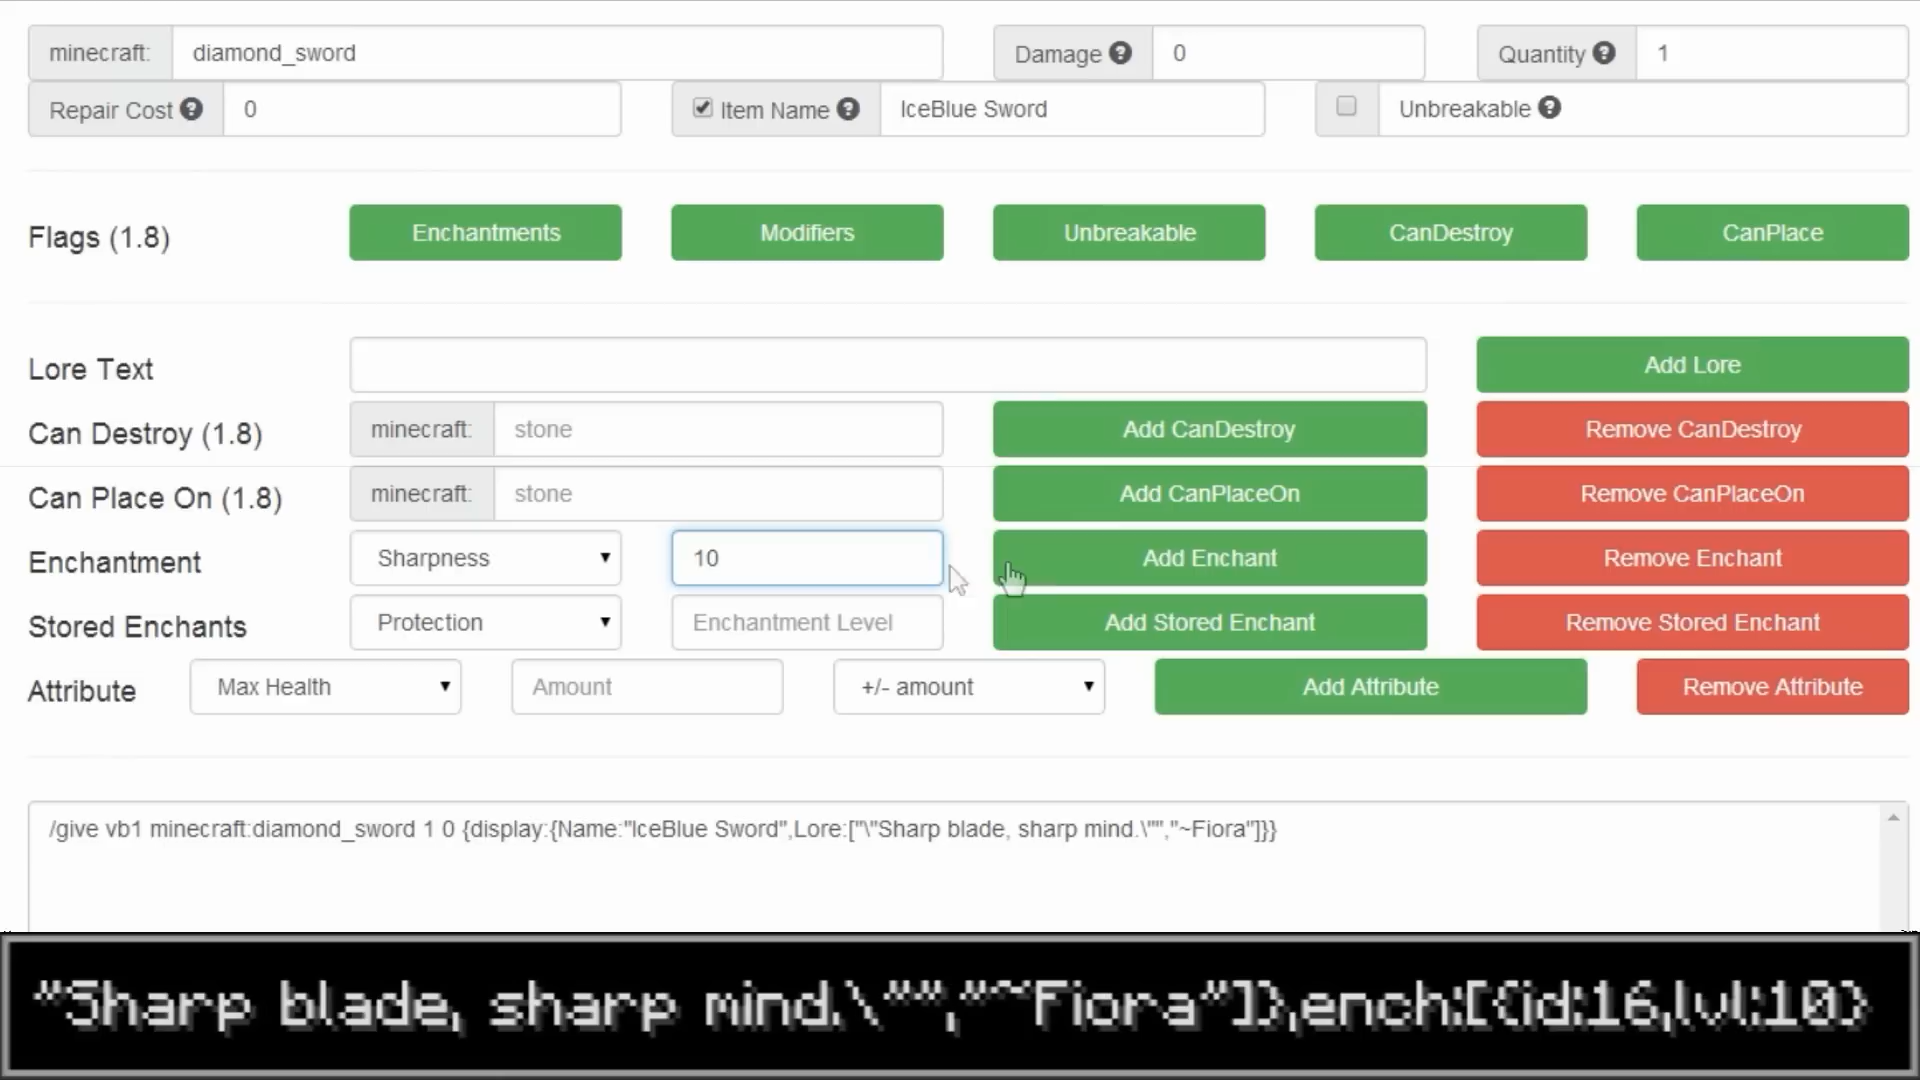 minecraft: diamond_sword Damage ? 0 Quantity ? 1
Repair Cost ? 0 Item Name ? IceBlue Sword Unbreakable ?
Flags (1.8) Enchantments Modifiers Unbreakable CanDestroy CanPlace
Lore Text Add Lore
Can Destroy (1.8) minecraft: stone Add CanDestroy Remove CanDestroy
Can Place On (1.8) minecraft: stone Add CanPlaceOn Remove CanPlaceOn
Enchantment Sharpness 10 Add Enchant Remove Enchant
Stored Enchants Protection Enchantment Level Add Stored Enchant Remove Stored Enchant
Attribute Max Health Amount +/- amount Add Attribute Remove Attribute
/give vb1 minecraft:diamond_sword 1 0 {display:{Name:"IceBlue Sword",Lore:["\"Sharp blade, sharp mind.\"","~Fiora"]}}
"Sharp blade, sharp mind.\"","~Fiora"]},ench:[{id:16,lvl:10}